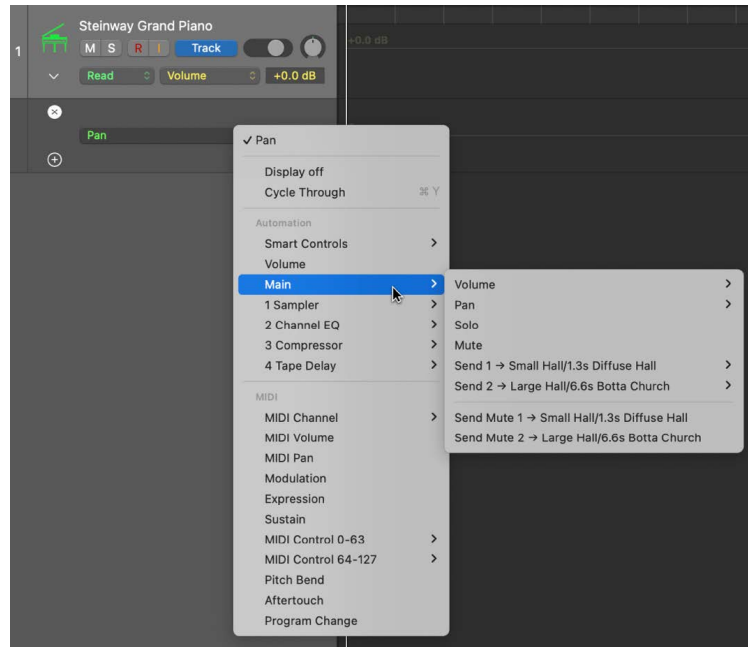 Steinway Grand Piano
1
M S R I Track
+0.0 dB
Read Volume +0.0 dB
Pan
✓ Pan
Display off
Cycle Through ⌘ Y
Automation
Smart Controls
Volume
Main
1 Sampler
2 Channel EQ
3 Compressor
4 Tape Delay
MIDI
MIDI Channel
MIDI Volume
MIDI Pan
Modulation
Expression
Sustain
MIDI Control 0-63
MIDI Control 64-127
Pitch Bend
Aftertouch
Program Change
Volume
Pan
Solo
Mute
Send 1 → Small Hall/1.3s Diffuse Hall
Send 2 → Large Hall/6.6s Botta Church
Send Mute 1 → Small Hall/1.3s Diffuse Hall
Send Mute 2 → Large Hall/6.6s Botta Church